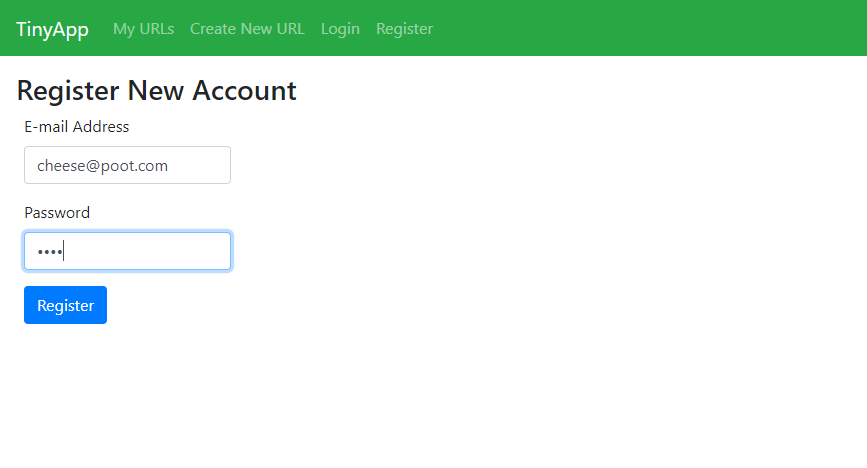 TinyApp My URLs Create New URL Login Register
Register New Account
E-mail Address
cheese@poot.com
Password
••••
Register